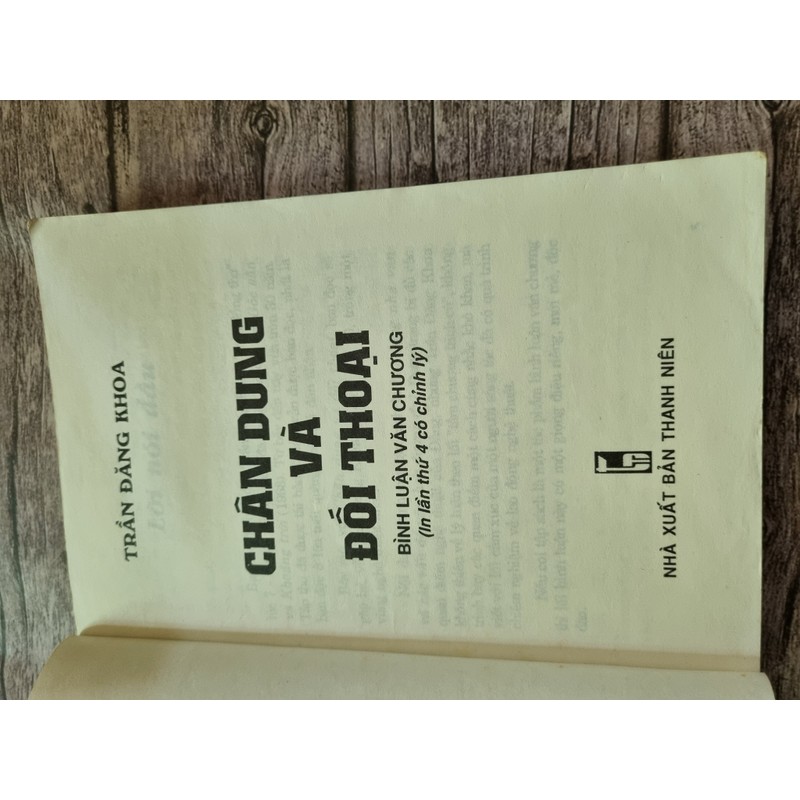 TRẦN ĐĂNG KHOA
CHÂN DUNG
VÀ
ĐỐI THOẠI
BÌNH LUẬN VĂN CHƯƠNG
(In lần thứ 4 có chỉnh lý)
NHÀ XUẤT BẢN THANH NIÊN